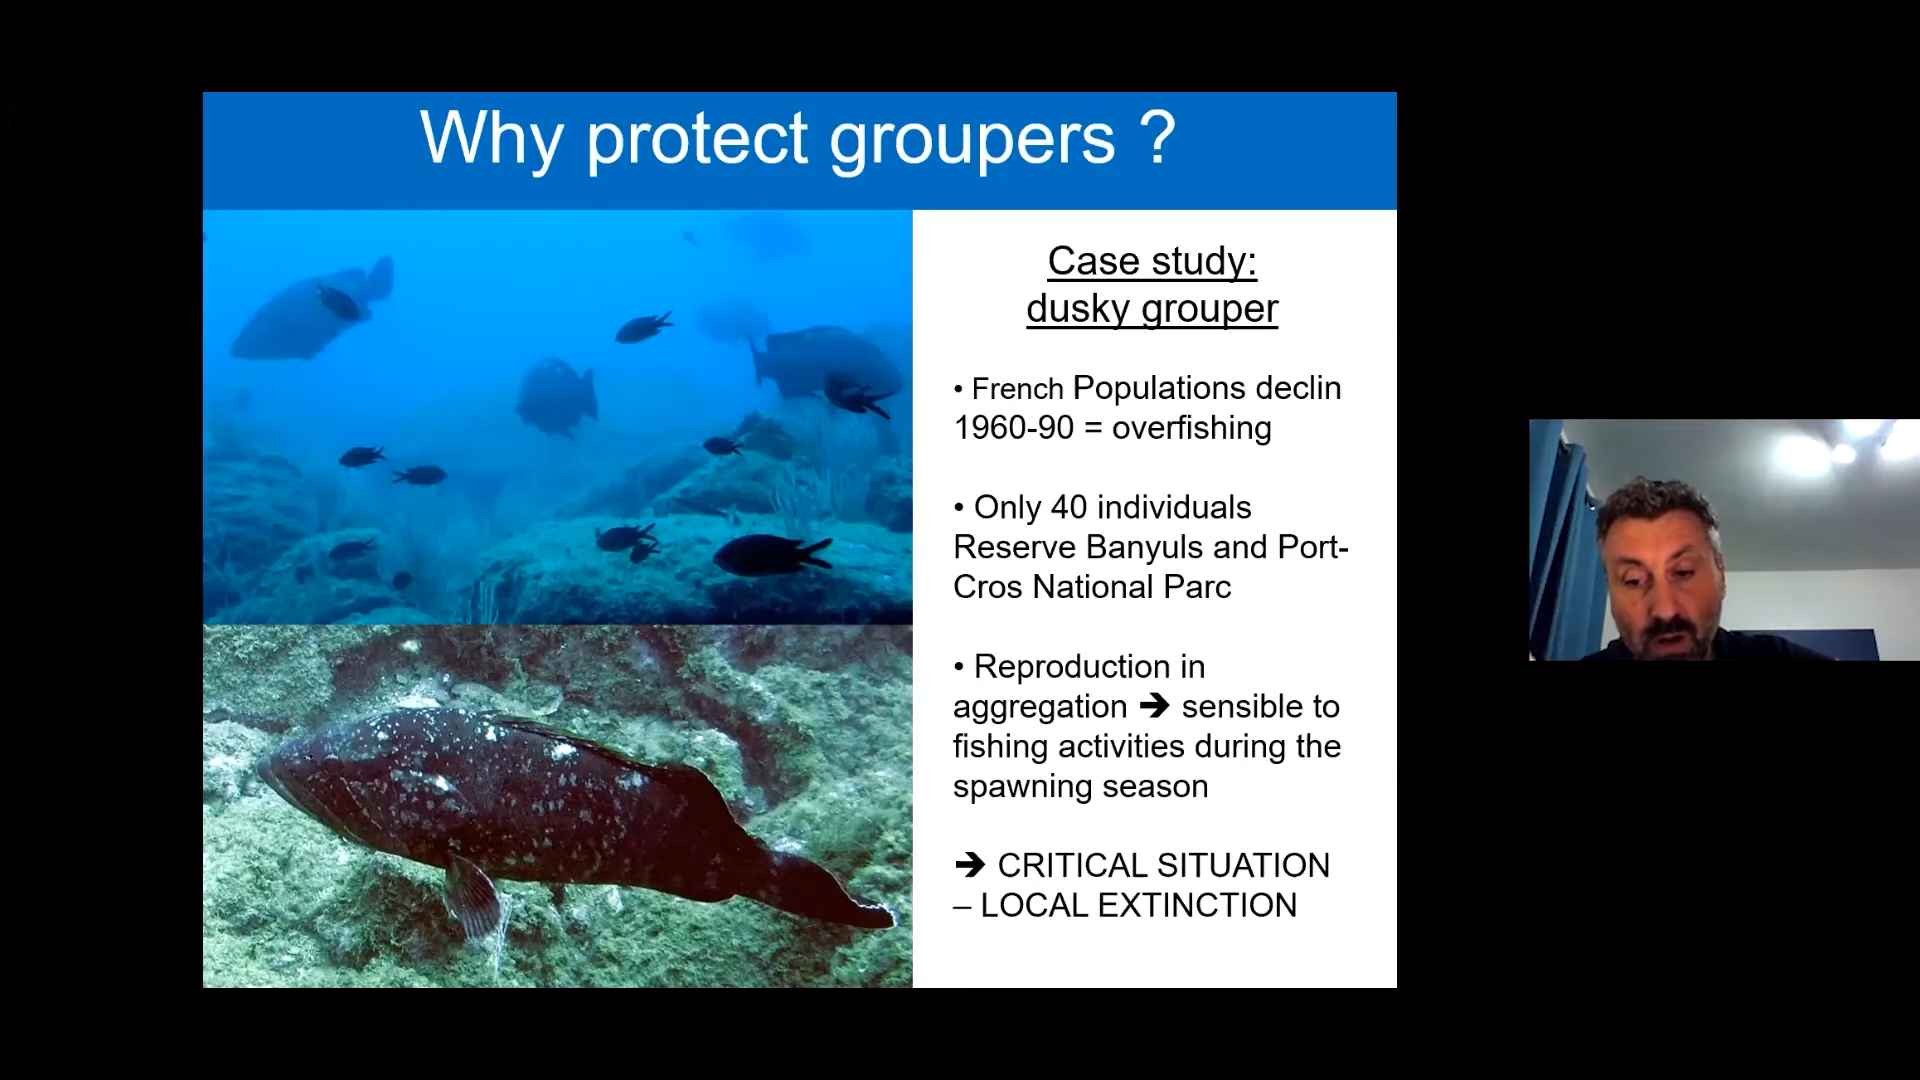 Why protect groupers ?
Case study:
dusky grouper
• French Populations declin
1960-90 = overfishing
• Only 40 individuals
Reserve Banyuls and Port-
Cros National Parc
• Reproduction in
aggregation ➔ sensible to
fishing activities during the
spawning season
➔ CRITICAL SITUATION
– LOCAL EXTINCTION